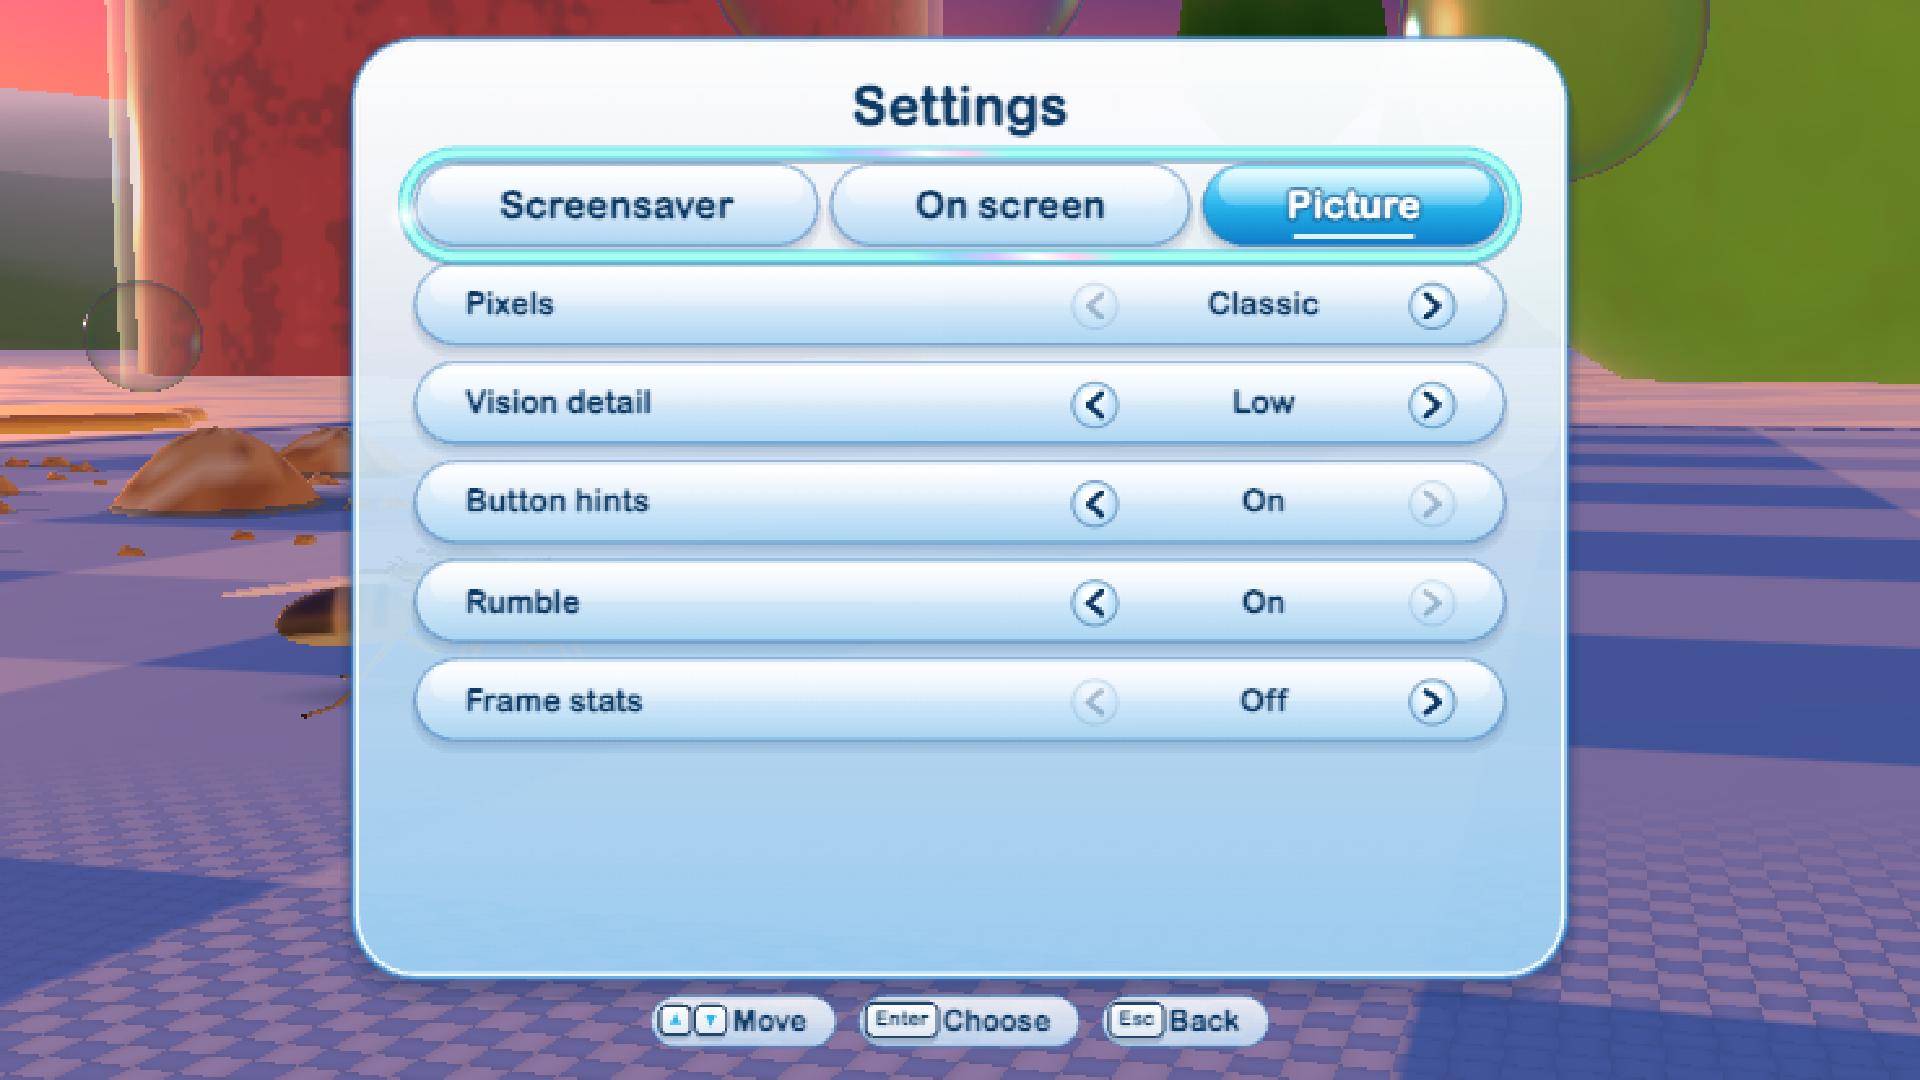 Settings
Screensaver On screen Picture
Pixels Classic
Vision detail Low
Button hints On
Rumble On
Frame stats Off
Move Enter Choose Esc Back